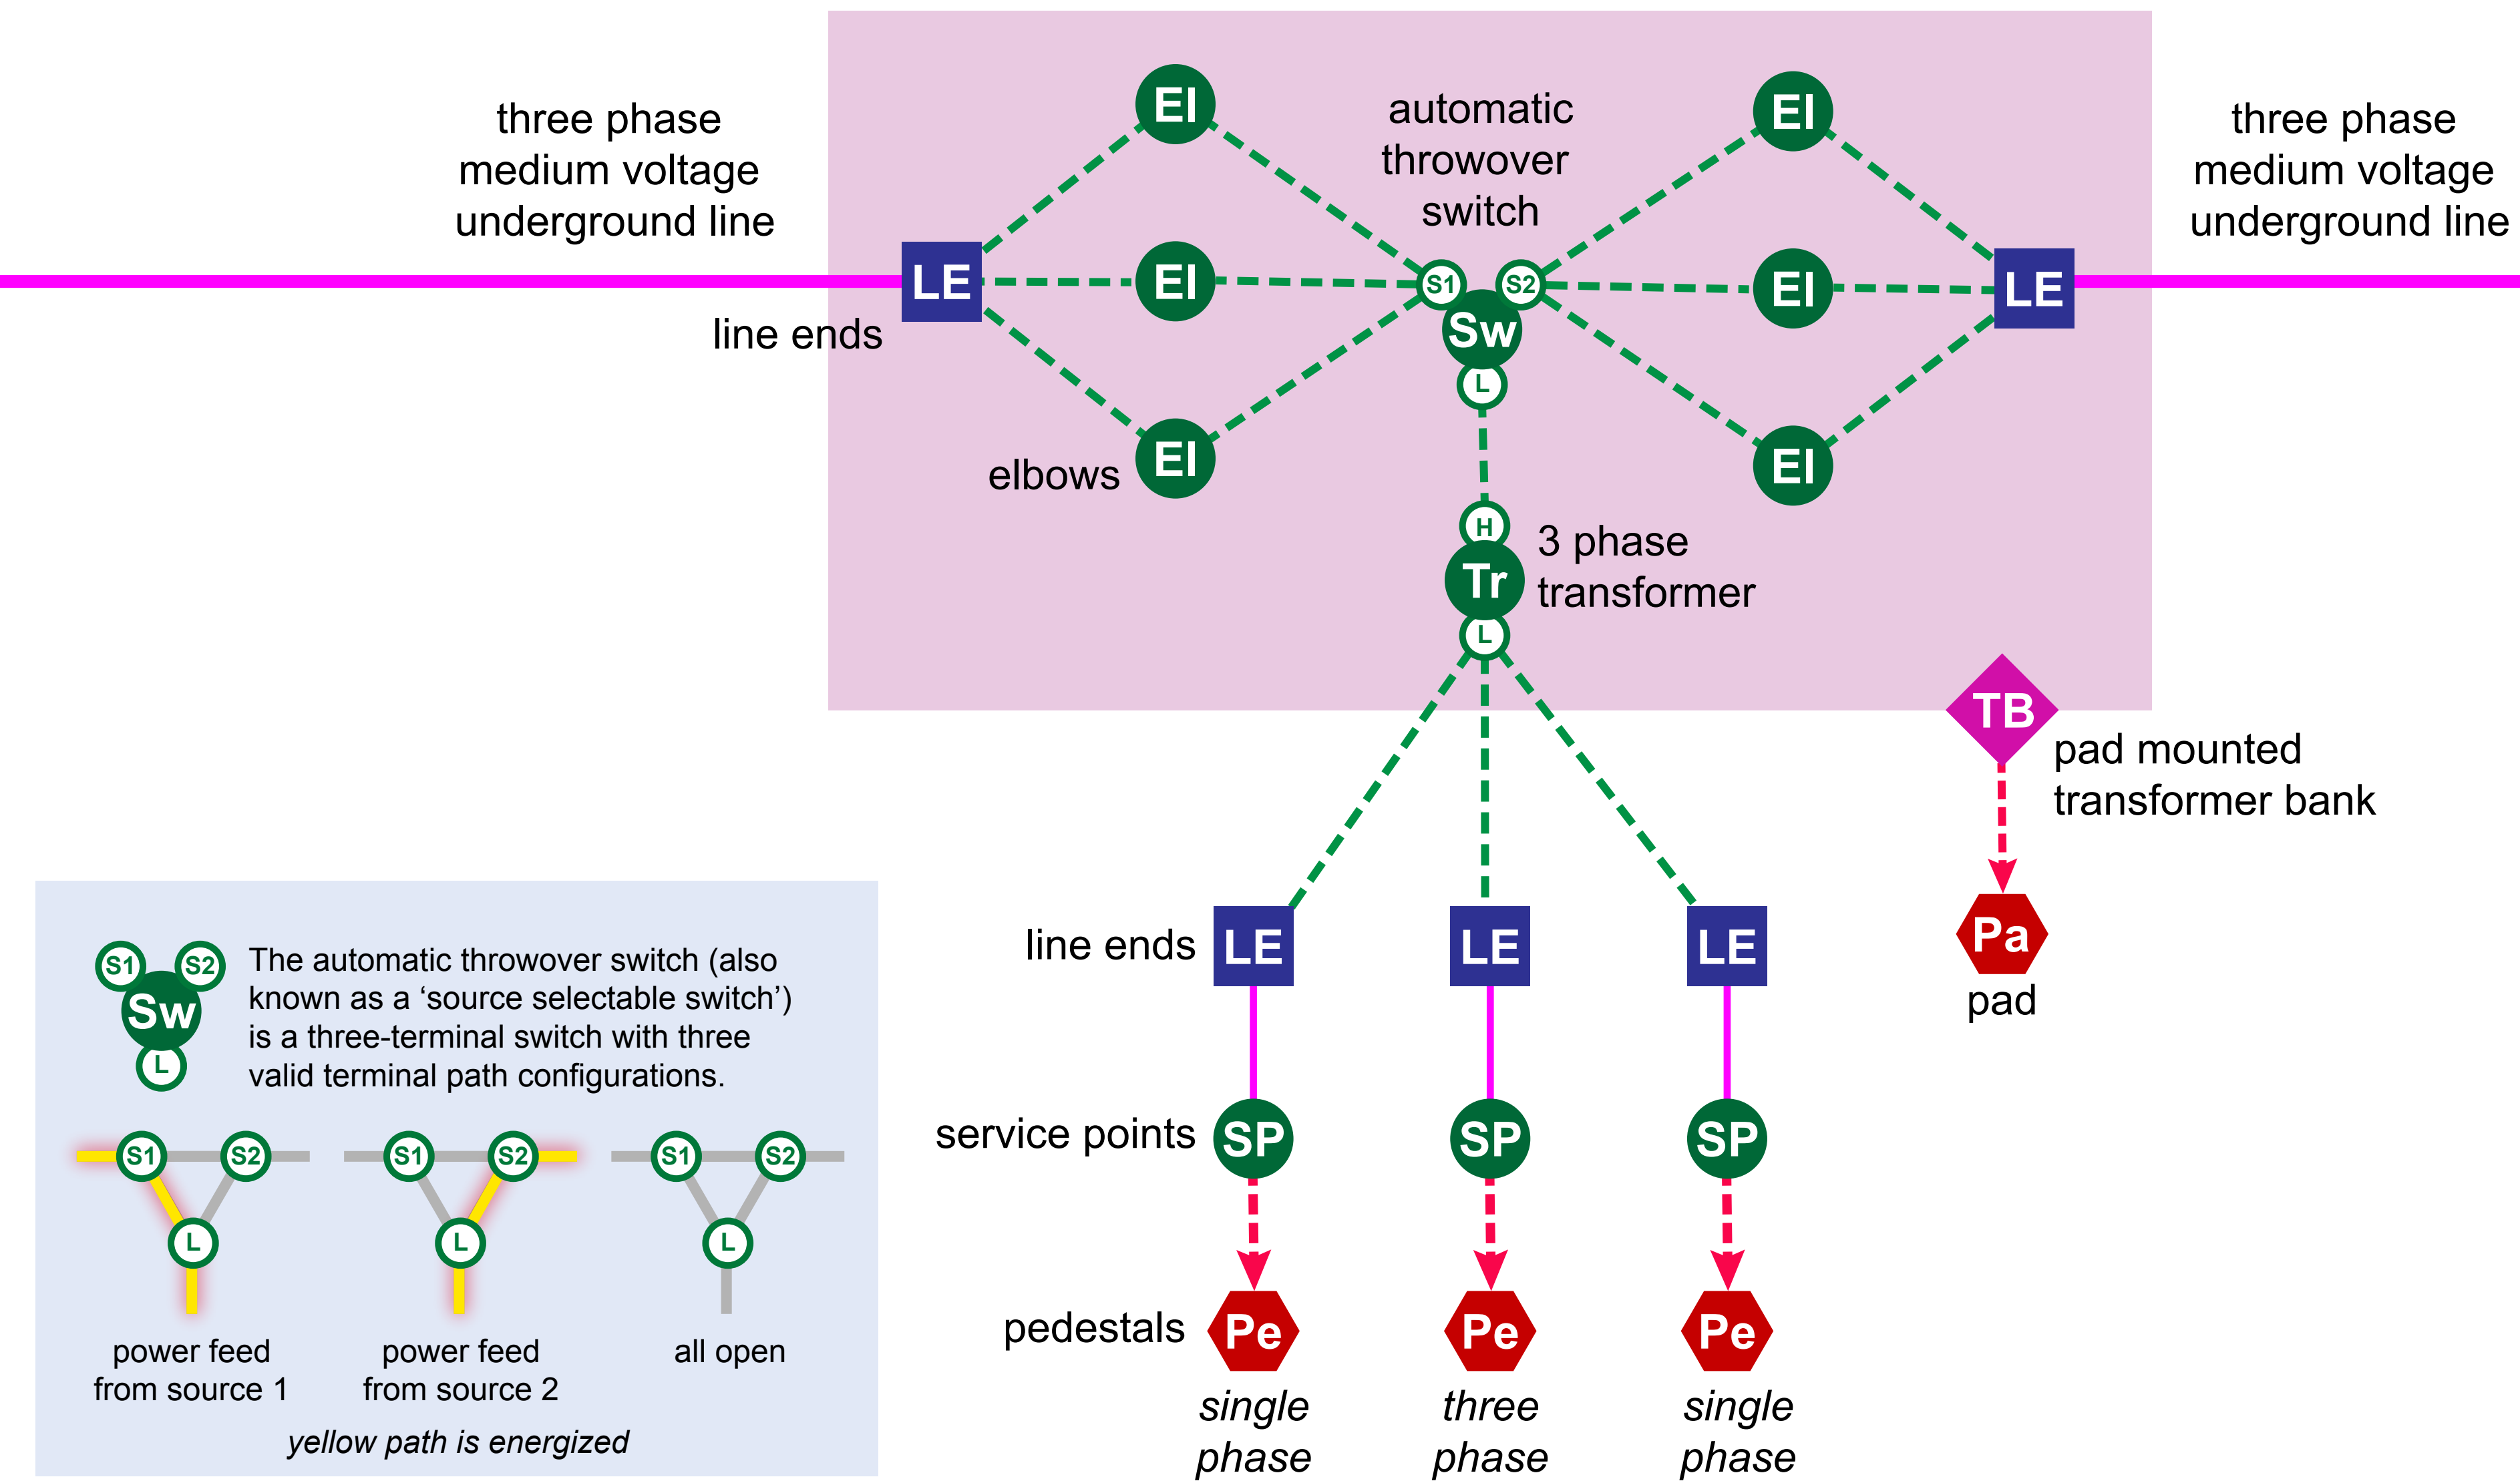 three phase
medium voltage
underground line
El
El
automatic
throwover
switch
three phase
medium voltage
underground line
LE
El
S1
S2
El
LE
Sw
line ends
L
elbows
El
El
H
Tr
L
3 phase
transformer
TB
pad mounted
transformer bank
Pa
pad
line ends
LE
LE
LE
service points
SP
SP
SP
pedestals
Pe
Pe
Pe
single
phase
three
phase
single
phase
S1
S2
Sw
L
The automatic throwover switch (also
known as a ‘source selectable switch’)
is a three-terminal switch with three
valid terminal path configurations.
S1
S2
L
S1
S2
L
S1
S2
L
power feed
from source 1
power feed
from source 2
all open
yellow path is energized